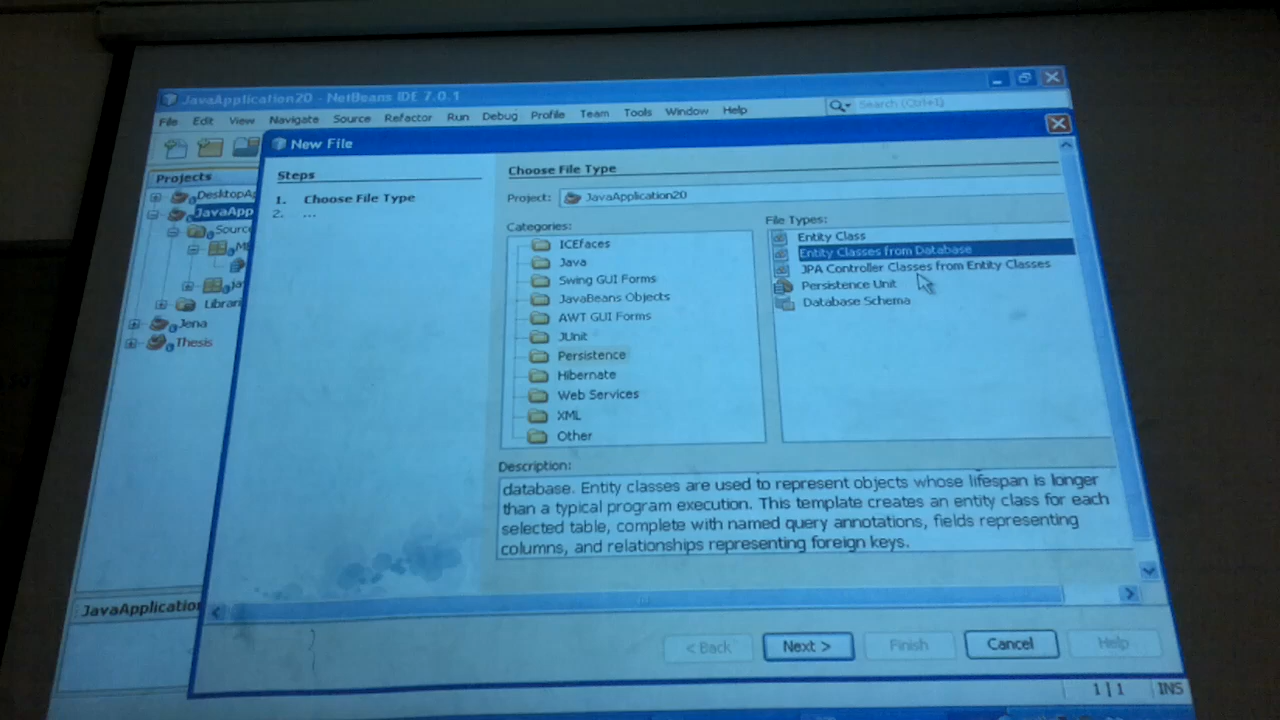 JavaApplication20 - NetBeans IDE 7.0.1
File Edit View Navigate Source Refactor Run Debug Profile Team Tools Window Help
Search (Ctrl+I)
New File
Projects
DesktopA
JavaApp
Source
Librari
Jena
Thesis
Steps
1. Choose File Type
2. ...
Choose File Type
Project: JavaApplication20
Categories:
ICEfaces
Java
Swing GUI Forms
JavaBeans Objects
AWT GUI Forms
JUnit
Persistence
Hibernate
Web Services
XML
Other
File Types:
Entity Class
Entity Classes from Database
JPA Controller Classes from Entity Classes
Persistence Unit
Database Schema
Description:
database. Entity classes are used to represent objects whose lifespan is longer
than a typical program execution. This template creates an entity class for each
selected table, complete with named query annotations, fields representing
columns, and relationships representing foreign keys.
JavaApplication
< Back Next > Finish Cancel Help
1|1 INS